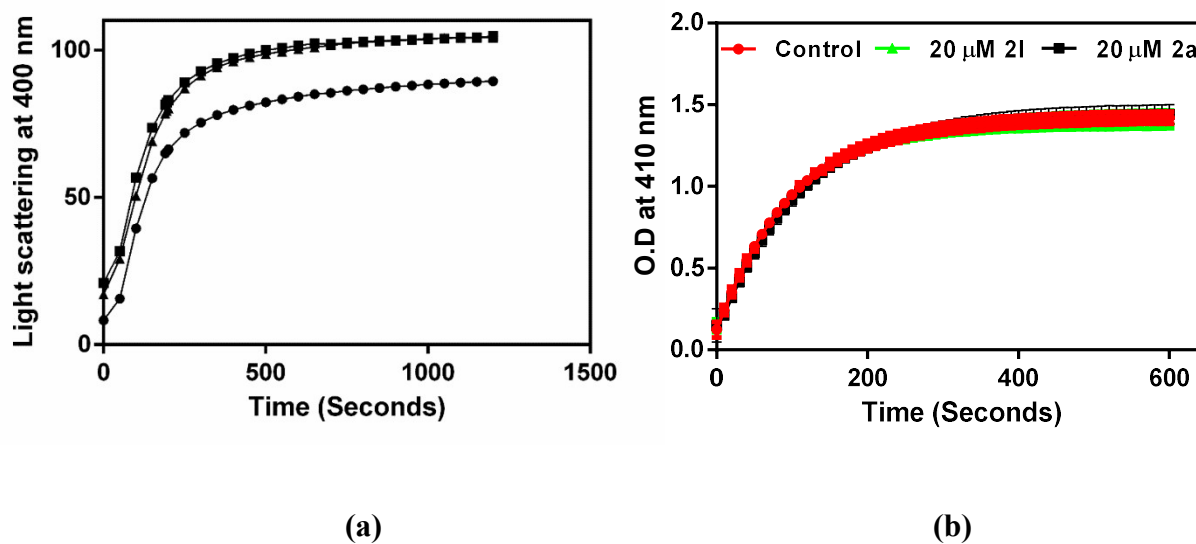 Light scattering at 400 nm
100
50
0
0 500 1000 1500
Time (Seconds)
(a)
O.D at 410 nm
2.0
1.5
1.0
0.5
0.0
Control 20 μM 2l 20 μM 2a
0 200 400 600
Time (Seconds)
(b)